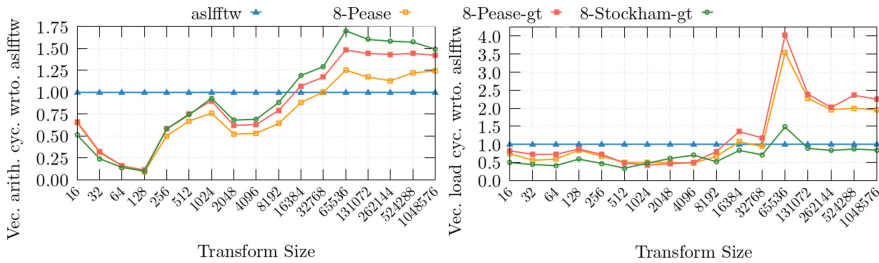 aslfftw 8-Pease 8-Pease-gt 8-Stockham-gt
Vec. arith. cyc. wrto. aslfftw
1.75
1.50
1.25
1.00
0.75
0.50
0.25
0.00
16 32 64 128 256 512 1024 2048 4096 8192 16384 32768 65536 131072 262144 524288 1048576
Transform Size
Vec. load cyc. wrto. aslfftw
4.0
3.5
3.0
2.5
2.0
1.5
1.0
0.5
0.0
16 32 64 128 256 512 1024 2048 4096 8192 16384 32768 65536 131072 262144 524288 1048576
Transform Size